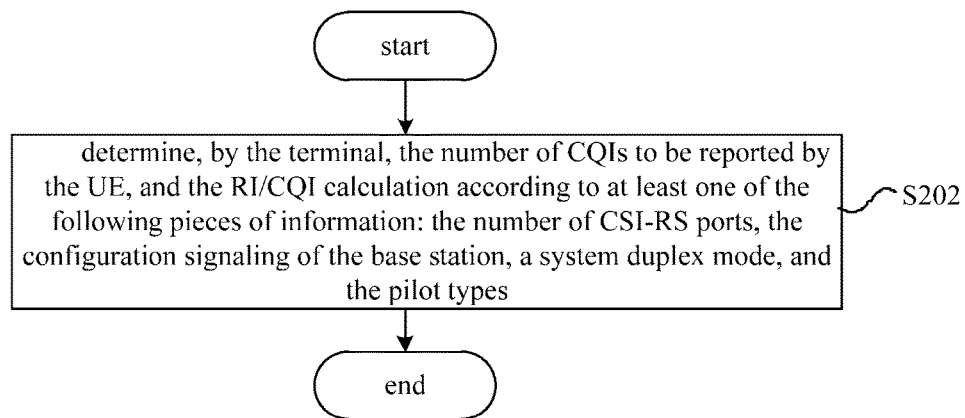 start
determine, by the terminal, the number of CQIs to be reported by
the UE, and the RI/CQI calculation according to at least one of the
following pieces of information: the number of CSI-RS ports, the
configuration signaling of the base station, a system duplex mode, and
the pilot types
S202
end